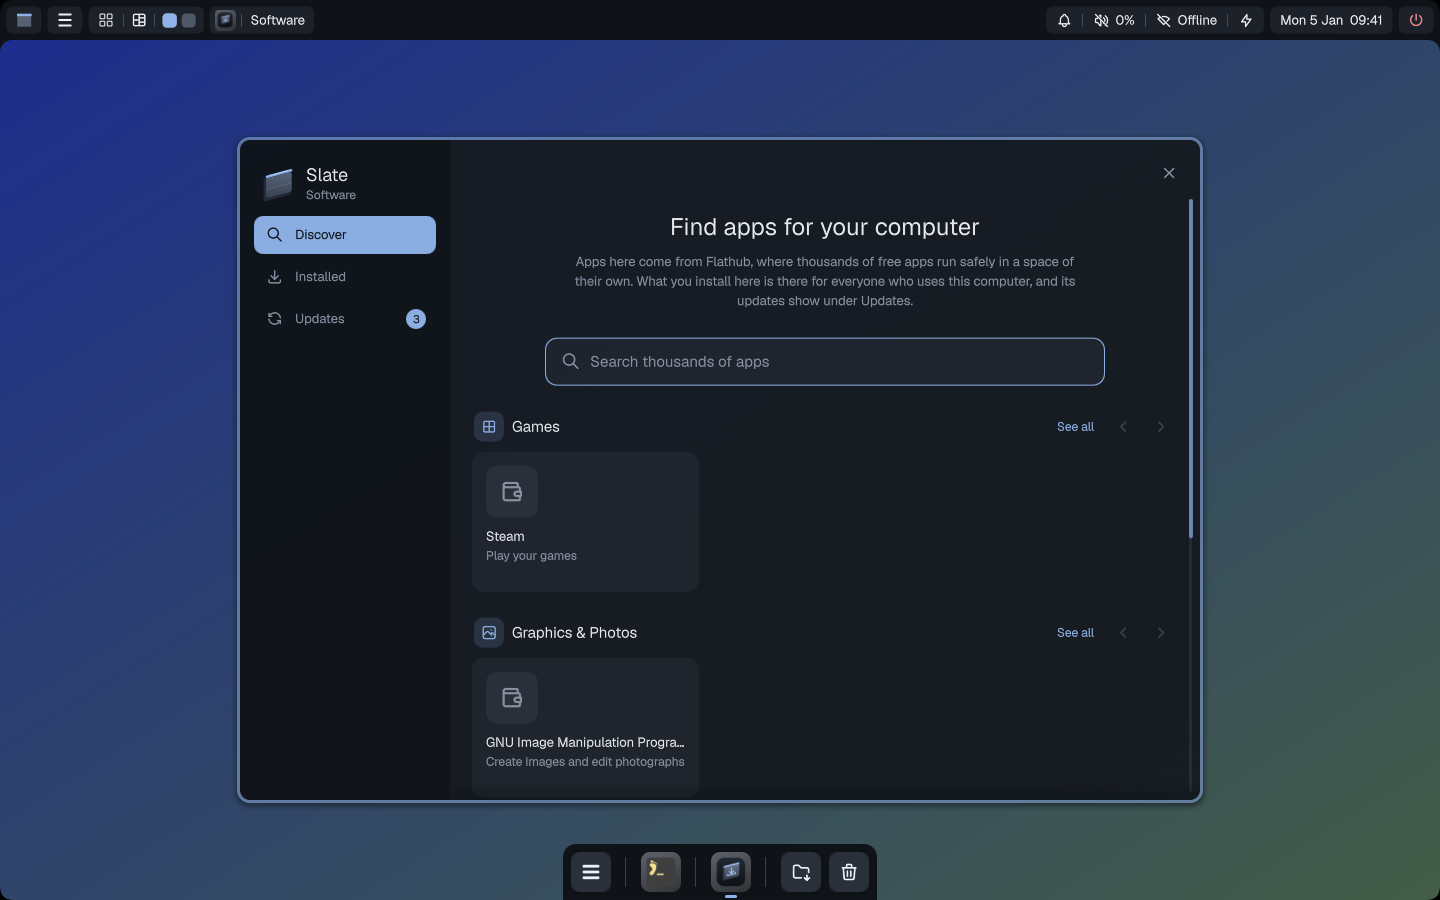 Software
0%
Offline
Mon 5 Jan 09:41
Slate
Software
Discover
Installed
Updates
3
Find apps for your computer
Apps here come from Flathub, where thousands of free apps run safely in a space of
their own. What you install here is there for everyone who uses this computer, and its
updates show under Updates.
Search thousands of apps
Games
See all
Steam
Play your games
Graphics & Photos
See all
GNU Image Manipulation Progra...
Create images and edit photographs